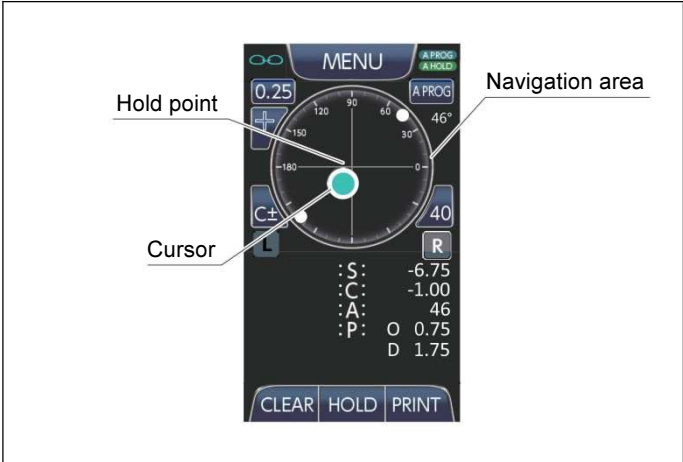 MENU
A PROG
A HOLD
0.25
A PROG
Navigation area
Hold point
46°
120
90
60
150
30
180
0
C±
40
Cursor
L
R
:S: -6.75
:C: -1.00
:A: 46
:P: O 0.75
D 1.75
CLEAR HOLD PRINT